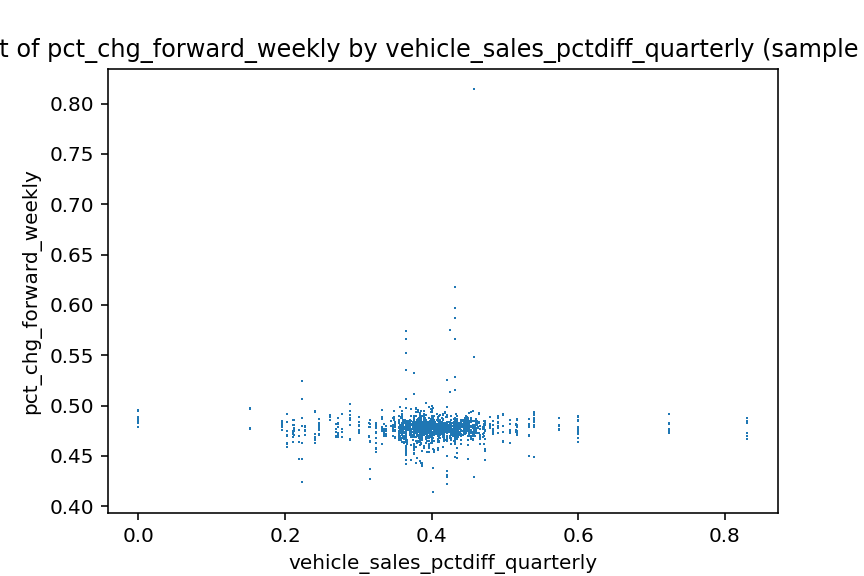 t of pct_chg_forward_weekly by vehicle_sales_pctdiff_quarterly (sample
0.80
0.75
0.70
0.65
0.60
0.55
0.50
0.45
0.40
pct_chg_forward_weekly
0.0 0.2 0.4 0.6 0.8
vehicle_sales_pctdiff_quarterly